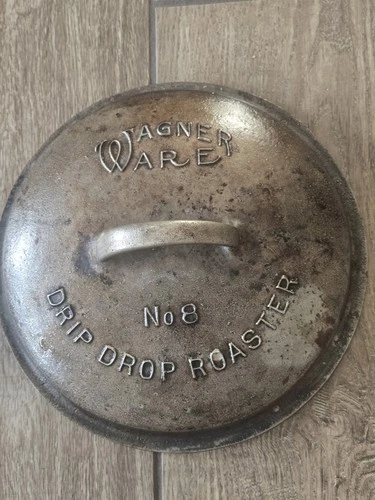 WAGNER
WARE
No 8
DRIP DROP ROASTER